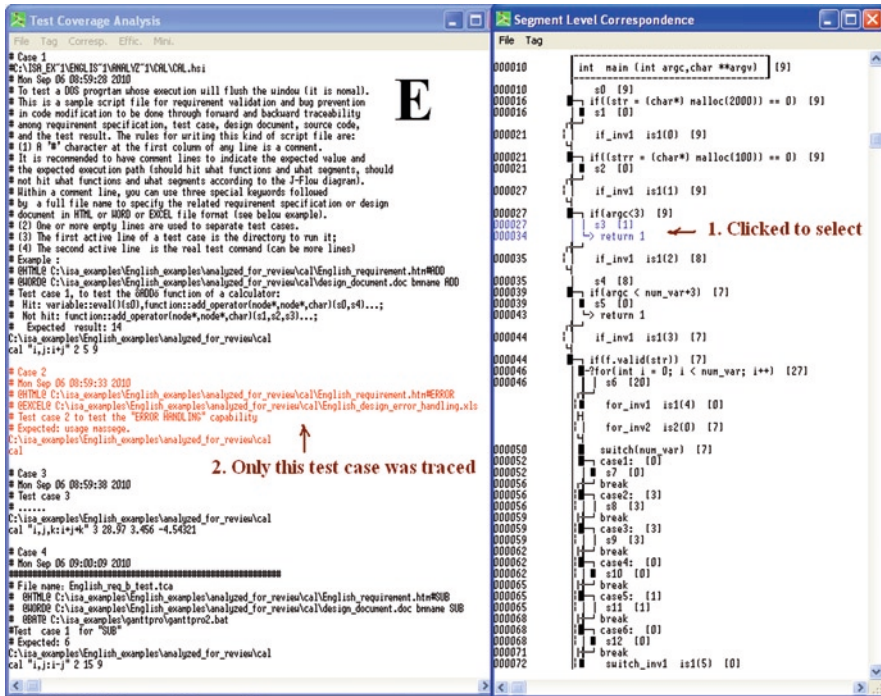 Test Coverage Analysis
File Tag Corresp. Effic. Mini.
# Case 1
#C:\ISA_EX~1\ENGLIS~1\ANALYZ~1\CAL\CAL.hsi
# Mon Sep 06 08:59:28 2010
# To test a DOS progrtam whose execution will flush the window (it is nomal).
# This is a sample script file for requirement validation and bug prevention
# in code modification to be done through forward and backward traceability
# among requirement specification, test case, design document, source code,
# and the test result. The rules for writing this kind of script file are:
# (1) A '#' character at the first column of any line is a comment.
# It is recommended to have comment lines to indicate the expected value and
# the expected execution path (should hit what functions and what segments, should
# not hit what functions and what segments according to the J-Flow diagram).
# Within a comment line, you can use three special keywords followed
# by a full file name to specify the related requirement specification or design
# document in HTML or WORD or EXCEL file format (see below example).
# (2) One or more empty lines are used to separate test cases.
# (3) The first active line of a test case is the directory to run it;
# (4) The second active line is the real test command (can be more lines)
# Example :
# @HTML@ C:\isa_examples\English_examples\analyzed_for_review\cal\English_requirement.htm#ADD
# @WORD@ C:\isa_examples\English_examples\analyzed_for_review\cal\design_document.doc bmname ADD
# Test case 1, to test the öADDö function of a calculator:
# Hit: variable::eval()(s0),function::add_operator(node*,node*,char)(s0,s4)...;
# Not hit: function::add_operator(node*,node*,char)(s1,s2,s3)...;
# Expected result: 14
C:\isa_examples\English_examples\analyzed_for_review\cal
cal "i,j:i+j" 2 5 9
# Case 2
# Mon Sep 06 08:59:33 2010
# @HTML@ C:\isa_examples\English_examples\analyzed_for_review\cal\English_requirement.htm#ERROR
# @EXCEL@ C:\isa_examples\English_examples\analyzed_for_review\cal\English_design_error_handling.xls
# Test case 2 to test the "ERROR HANDLING" capability
# Expected: usage massege.
C:\isa_examples\English_examples\analyzed_for_review\cal
cal
2. Only this test case was traced
# Case 3
# Mon Sep 06 08:59:38 2010
# Test case 3
# ......
C:\isa_examples\English_examples\analyzed_for_review\cal
cal "i,j,k:i+j+k" 3 28.97 3.456 -4.54321
# Case 4
# Mon Sep 06 09:00:09 2010
# File name: English_req_b_test.tca
# @HTML@ C:\isa_examples\English_examples\analyzed_for_review\cal\English_requirement.htm#SUB
# @WORD@ C:\isa_examples\English_examples\analyzed_for_review\cal\design_document.doc bmname SUB
# @BAT@ C:\isa_examples\ganttpro\ganttpro2.bat
#Test case 1 for "SUB"
# Expected: 6
C:\isa_examples\English_examples\analyzed_for_review\cal
cal "i,j:i-j" 2 15 9
E
Segment Level Correspondence
File Tag
000010 int main (int argc,char **argv) [9]
000010 s0 [9]
000016 if((str = (char*) malloc(2000)) == 0) [9]
000016 s1 [0]
000021 if_inv1 is1(0) [9]
000021 if((strr = (char*) malloc(100)) == 0) [9]
000021 s2 [0]
000027 if_inv1 is1(1) [9]
000027 if(argc<3) [9]
000027 s3 [1]
000034 return 1
1. Clicked to select
000035 if_inv1 is1(2) [8]
000035 s4 [8]
000039 if(argc < num_var+3) [7]
000039 s5 [0]
000043 return 1
000044 if_inv1 is1(3) [7]
000044 if(f.valid(str)) [7]
000046 ?for(int i = 0; i < num_var; i++) [27]
000046 s6 [20]
for_inv1 is1(4) [0]
for_inv2 is2(0) [7]
000050 switch(num_var) [7]
000052 case1: [0]
000052 s7 [0]
000056 break
000056 case2: [3]
000056 s8 [3]
000059 break
000059 case3: [3]
000059 s9 [3]
000062 break
000062 case4: [0]
000062 s10 [0]
000065 break
000065 case5: [1]
000065 s11 [1]
000068 break
000068 case6: [0]
000068 s12 [0]
000071 break
000072 switch_inv1 is1(5) [0]